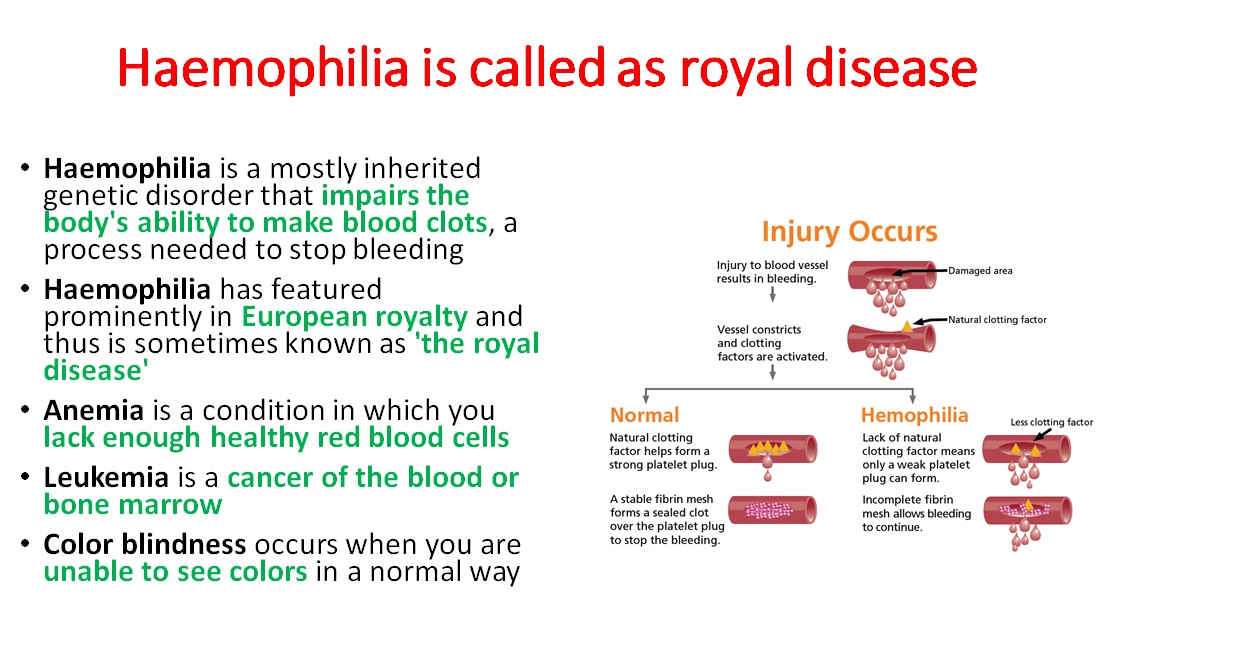 Haemophilia is called as royal disease
• Haemophilia is a mostly inherited
genetic disorder that impairs the
body's ability to make blood clots, a
process needed to stop bleeding
• Haemophilia has featured
prominently in European royalty and
thus is sometimes known as 'the royal
disease'
• Anemia is a condition in which you
lack enough healthy red blood cells
• Leukemia is a cancer of the blood or
bone marrow
• Color blindness occurs when you are
unable to see colors in a normal way
Injury Occurs
Injury to blood vessel
results in bleeding.
Damaged area
Natural clotting factor
Vessel constricts
and clotting
factors are activated.
Normal
Natural clotting
factor helps form a
strong platelet plug.
A stable fibrin mesh
forms a sealed clot
over the platelet plug
to stop the bleeding.
Hemophilia
Less clotting factor
Lack of natural
clotting factor means
only a weak platelet
plug can form.
Incomplete fibrin
mesh allows bleeding
to continue.